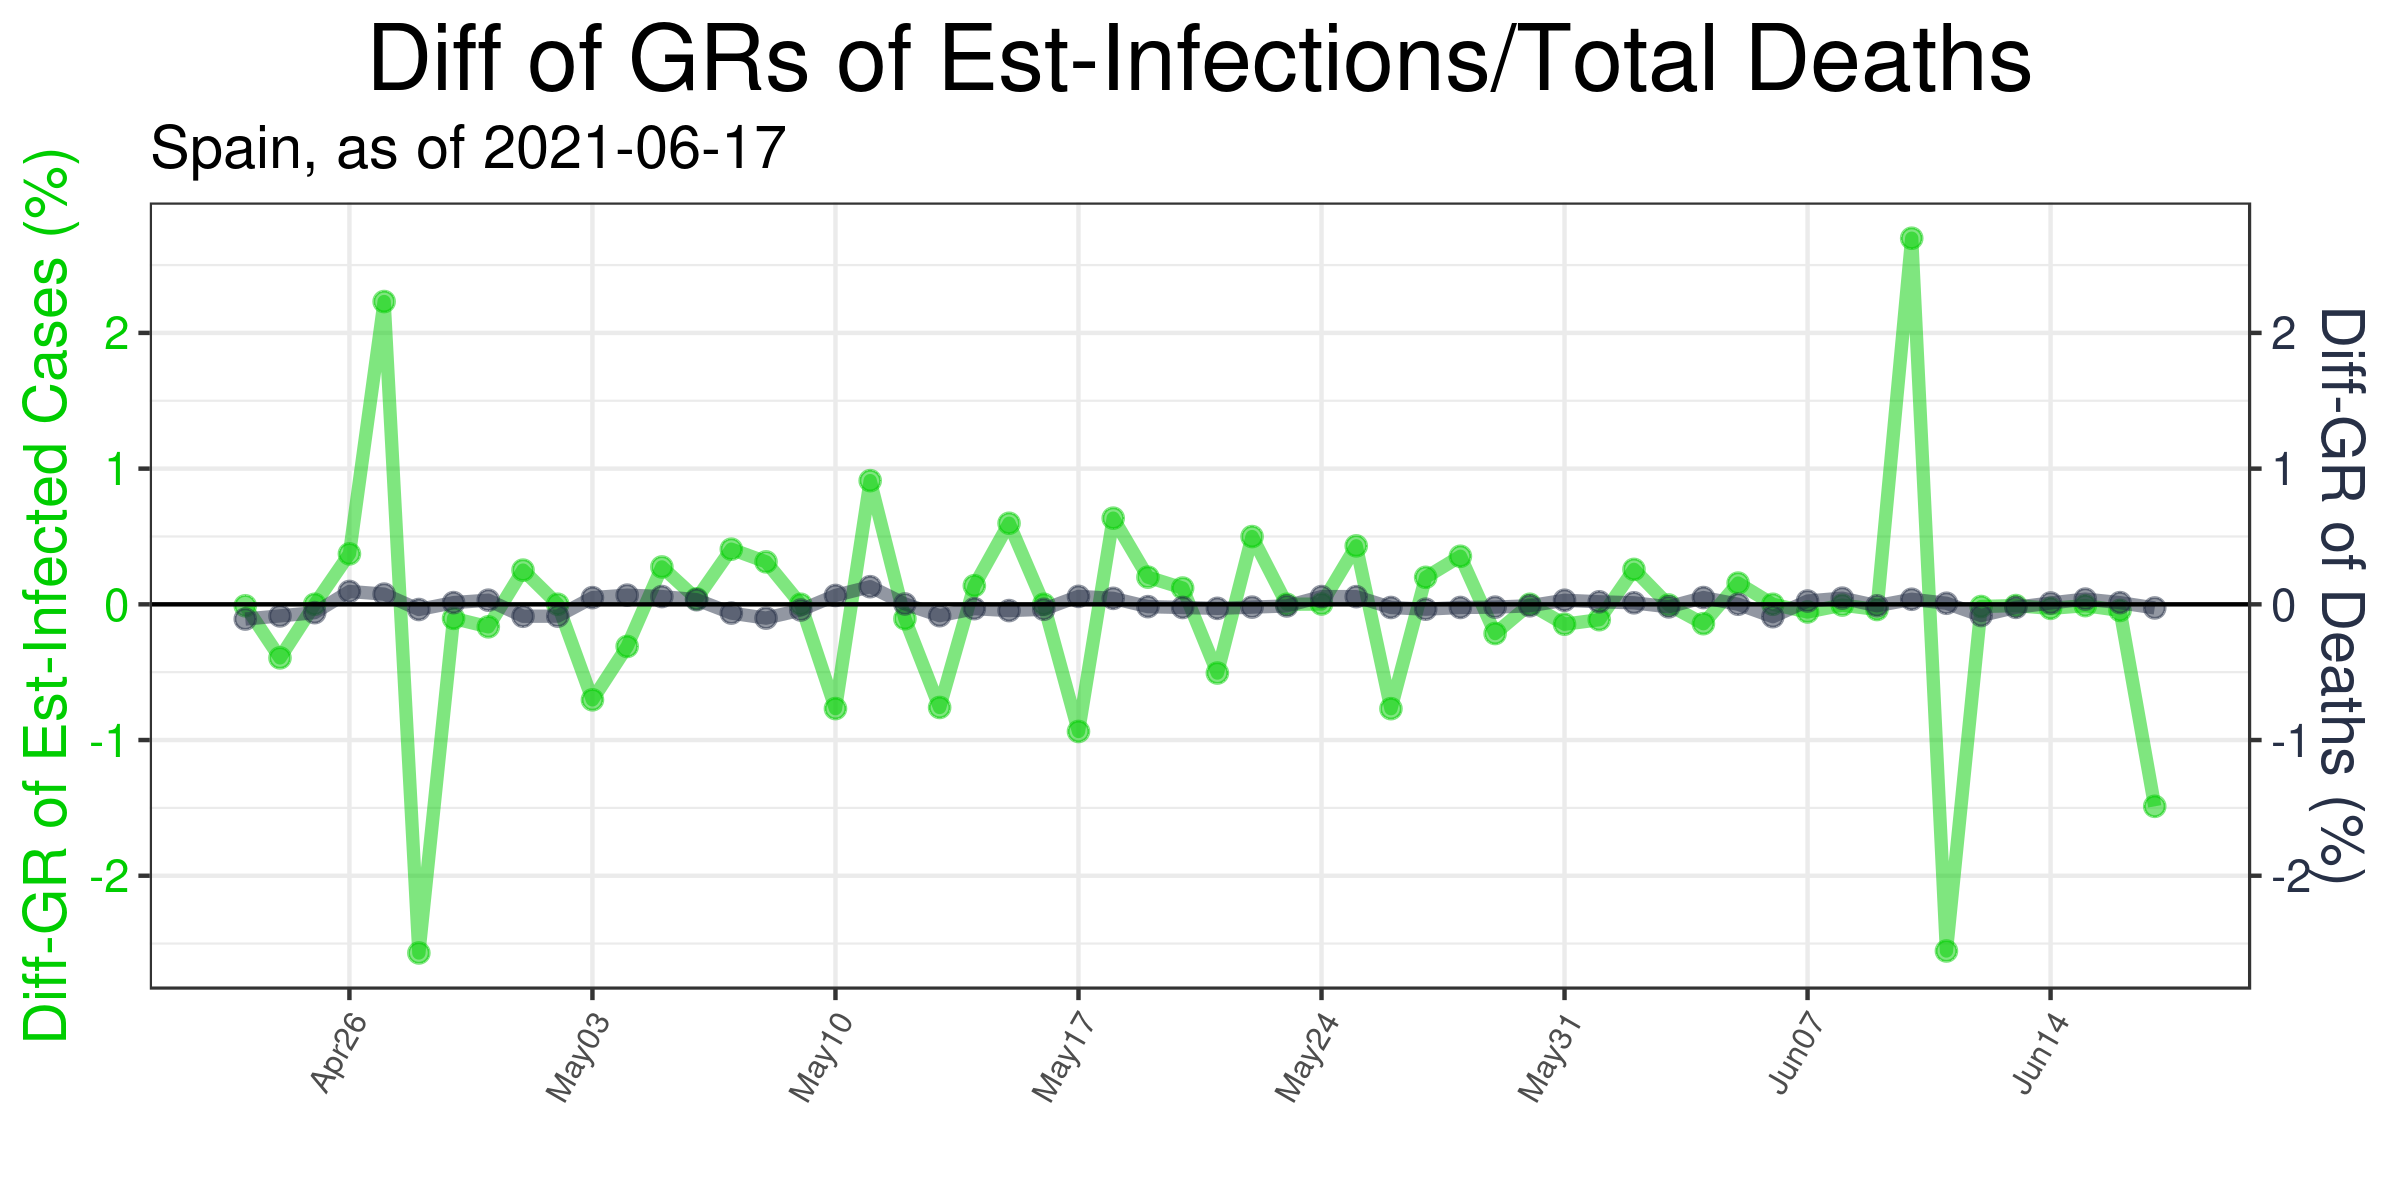 Diff of GRs of Est-Infections/Total Deaths
Spain, as of 2021-06-17
Diff-GR of Est-Infected Cases (%)
2
1
0
-1
-2
2
1
0
-1
-2
Diff-GR of Deaths (%)
Apr26
May03
May10
May17
May24
May31
Jun07
Jun14